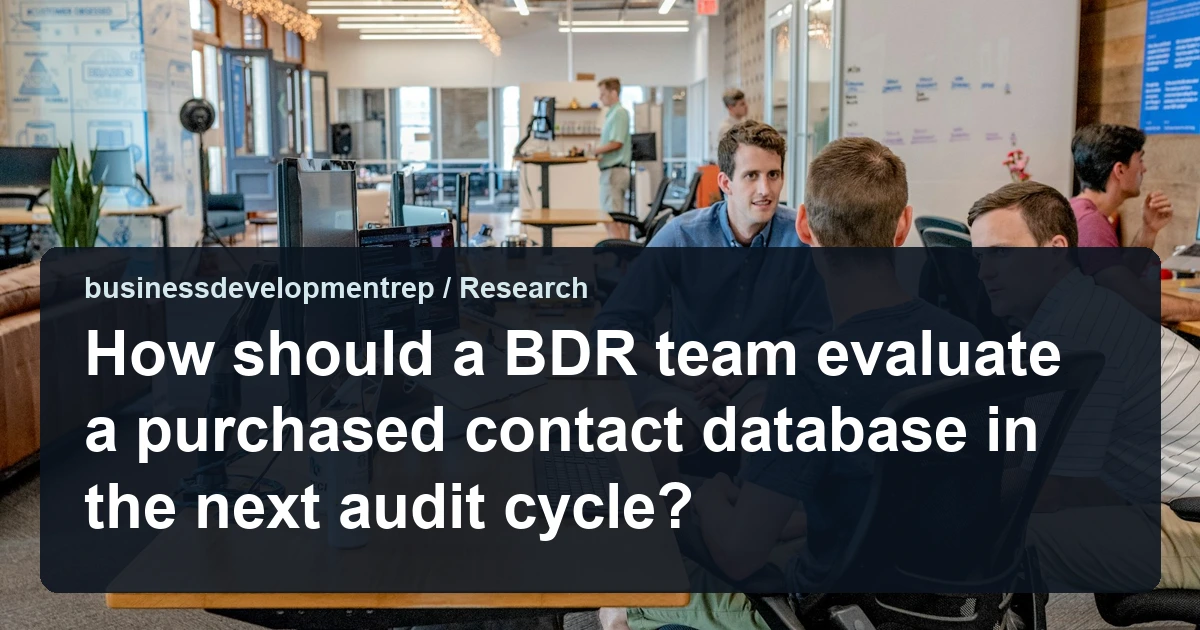 businessdevelopmentrep / Research
How should a BDR team evaluate
a purchased contact database in
the next audit cycle?